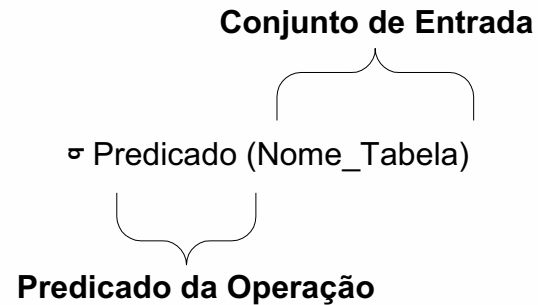 Conjunto de Entrada
σ Predicado (Nome_Tabela)
Predicado da Operação